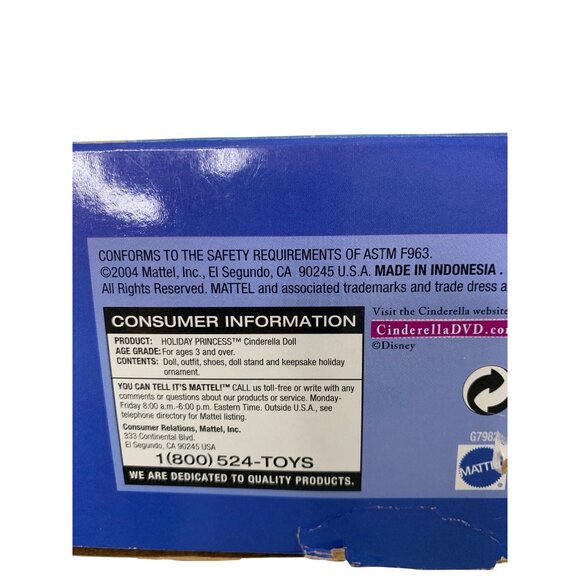 CONFORMS TO THE SAFETY REQUIREMENTS OF ASTM F963.
©2004 Mattel, Inc., El Segundo, CA 90245 U.S.A. MADE IN INDONESIA .
All Rights Reserved. MATTEL and associated trademarks and trade dress a
CONSUMER INFORMATION
PRODUCT: HOLIDAY PRINCESS™ Cinderella Doll
AGE GRADE: For ages 3 and over.
CONTENTS: Doll, outfit, shoes, doll stand and keepsake holiday
ornament.
YOU CAN TELL IT'S MATTEL!™ CALL us toll-free or write with any
comments or questions about our products or service. Monday-
Friday 8:00 a.m.-6:00 p.m. Eastern Time. Outside U.S.A., see
telephone directory for Mattel listing.
Consumer Relations, Mattel, Inc.
333 Continental Blvd.
El Segundo, CA 90245 USA
1(800) 524-TOYS
WE ARE DEDICATED TO QUALITY PRODUCTS.
Visit the Cinderella website
CinderellaDVD.co
©Disney
G7982
MATTE